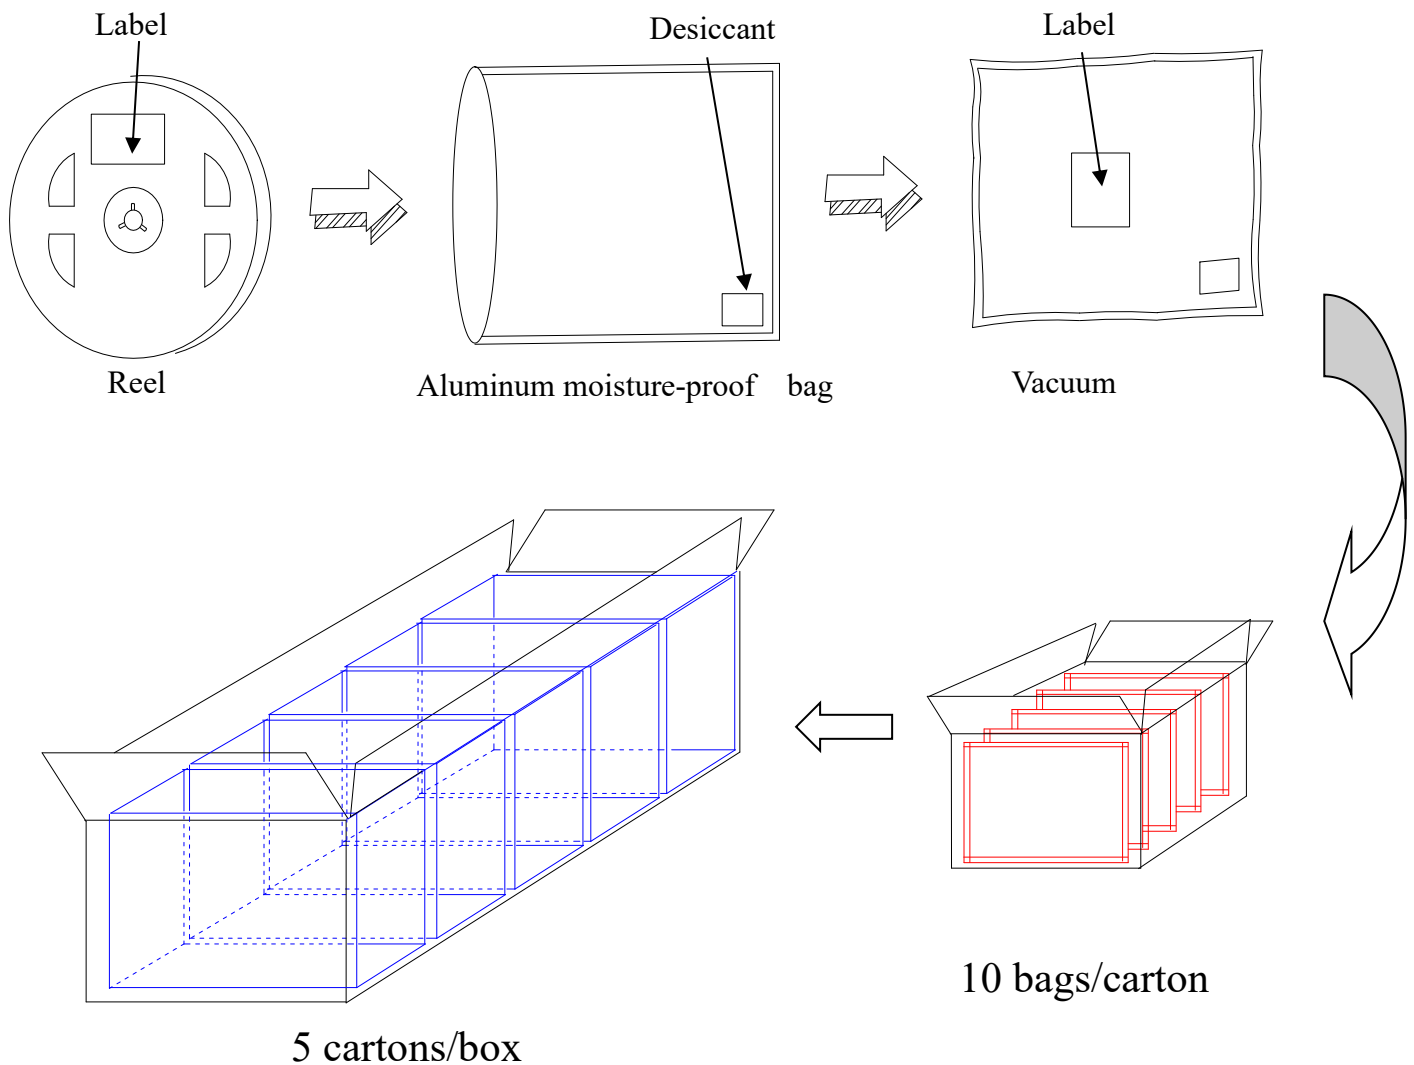 Label
Desiccant
Label
Reel
Aluminum moisture-proof bag
Vacuum
10 bags/carton
5 cartons/box